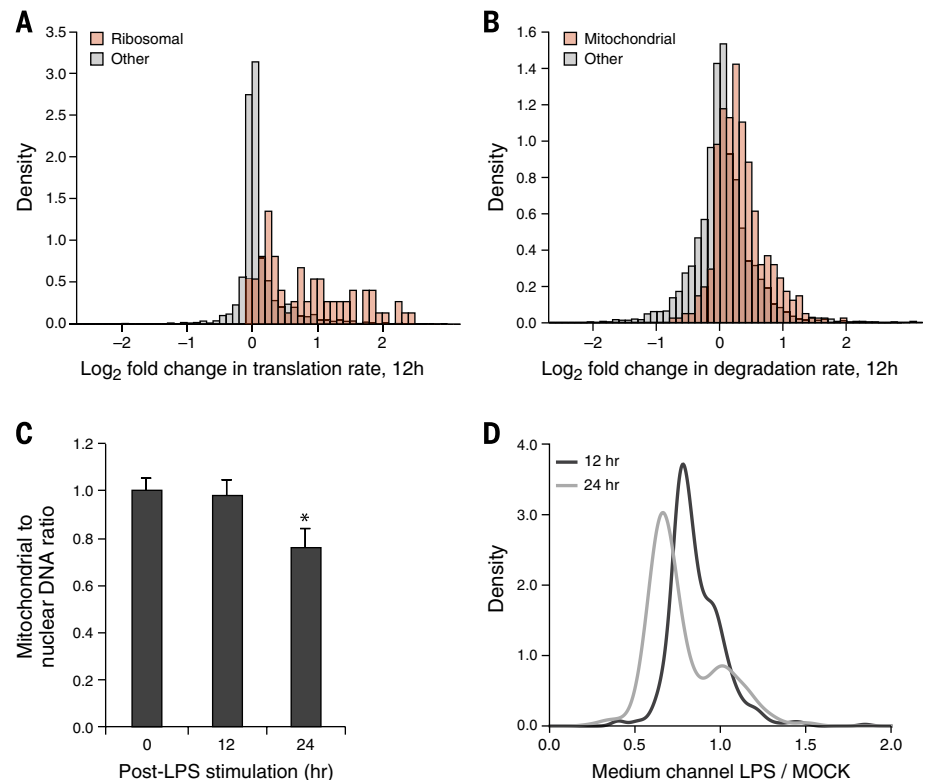 A
3.5
3.0
2.5
2.0
1.5
1.0
0.5
0.0
Density
Ribosomal
Other
−2
−1
0
1
2
Log2 fold change in translation rate, 12h
B
1.6
1.4
1.2
1.0
0.8
0.6
0.4
0.2
0.0
Density
Mitochondrial
Other
−2
−1
0
1
2
Log2 fold change in degradation rate, 12h
C
1.2
1.0
0.8
0.6
0.4
0.2
0.0
Mitochondrial to
nuclear DNA ratio
*
0
12
24
Post-LPS stimulation (hr)
D
4.0
3.0
2.0
1.0
0.0
Density
12 hr
24 hr
0.0
0.5
1.0
1.5
2.0
Medium channel LPS / MOCK